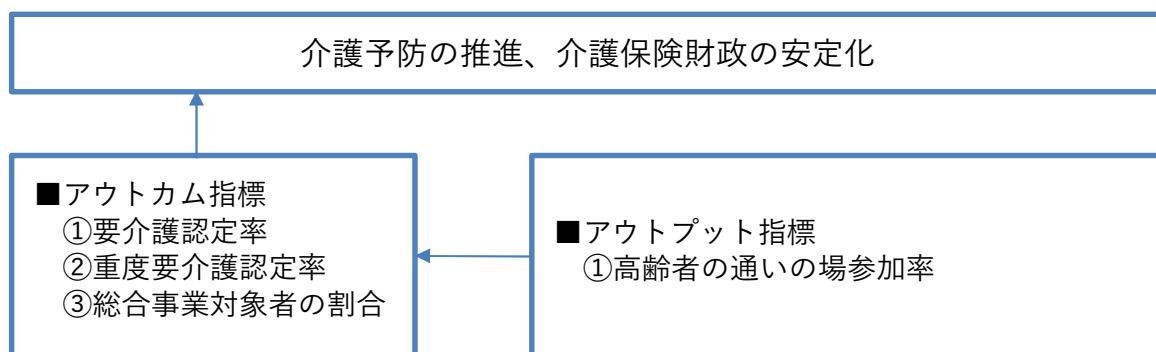 介護予防の推進、介護保険財政の安定化
■アウトカム指標
①要介護認定率
②重度要介護認定率
③総合事業対象者の割合
■アウトプット指標
①高齢者の通いの場参加率